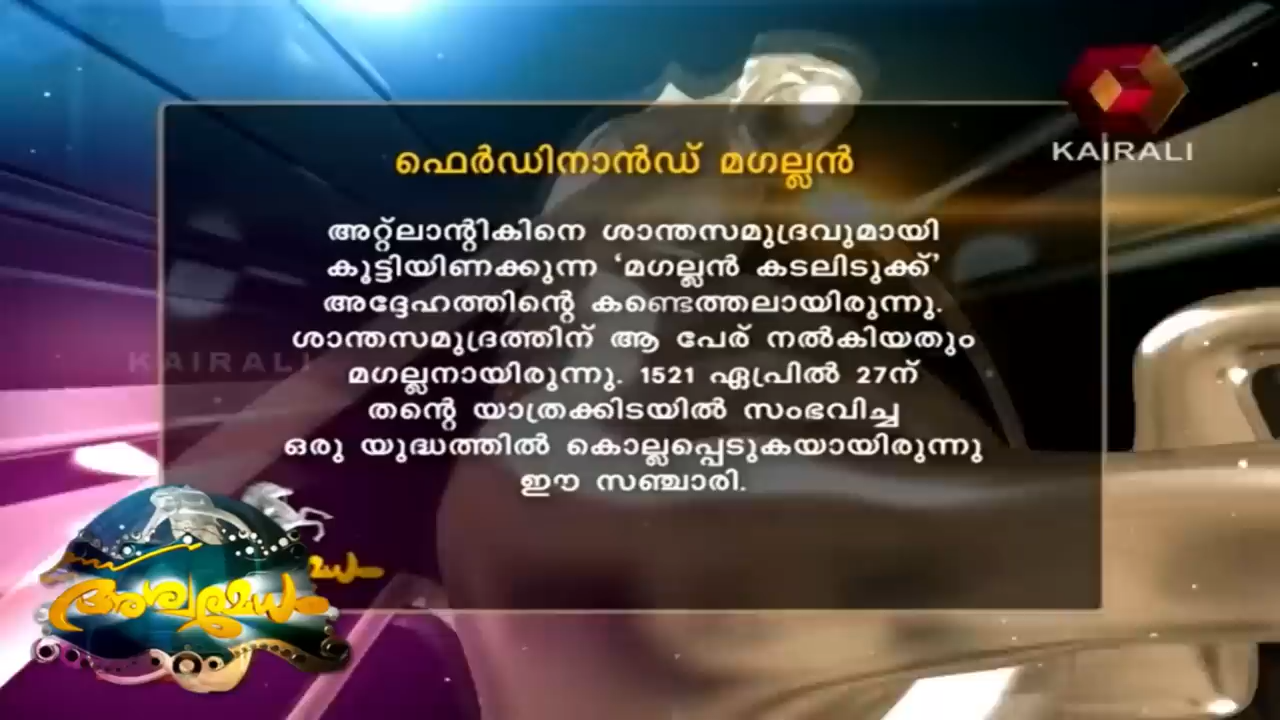 KAIRALI
ഫെർഡിനാൻഡ് മഗല്ലൻ
അറ്റ്ലാന്റികിനെ ശാന്തസമുദ്രവുമായി
കൂട്ടിയിണക്കുന്ന ‘മഗല്ലൻ കടലിടുക്ക്’
അദ്ദേഹത്തിന്റെ കണ്ടെത്തലായിരുന്നു.
ശാന്തസമുദ്രത്തിന് ആ പേര് നൽകിയതും
മഗല്ലനായിരുന്നു. 1521 ഏപ്രിൽ 27ന്
തന്റെ യാത്രക്കിടയിൽ സംഭവിച്ച
ഒരു യുദ്ധത്തിൽ കൊല്ലപ്പെടുകയായിരുന്നു
ഈ സഞ്ചാരി.
KAIRALI
അശ്വമേധം